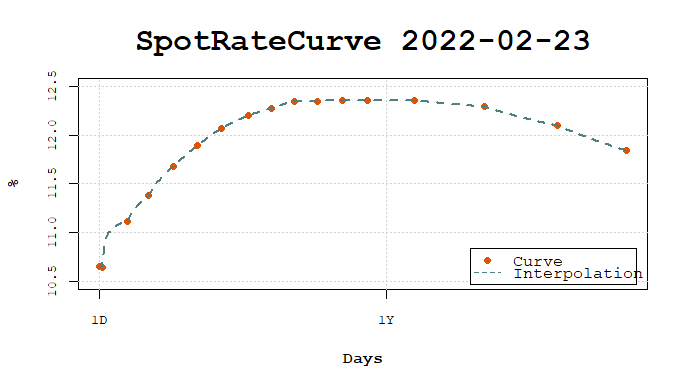 SpotRateCurve 2022-02-23
%
12.5
12.0
11.5
11.0
10.5
Curve
Interpolation
1D
1Y
Days